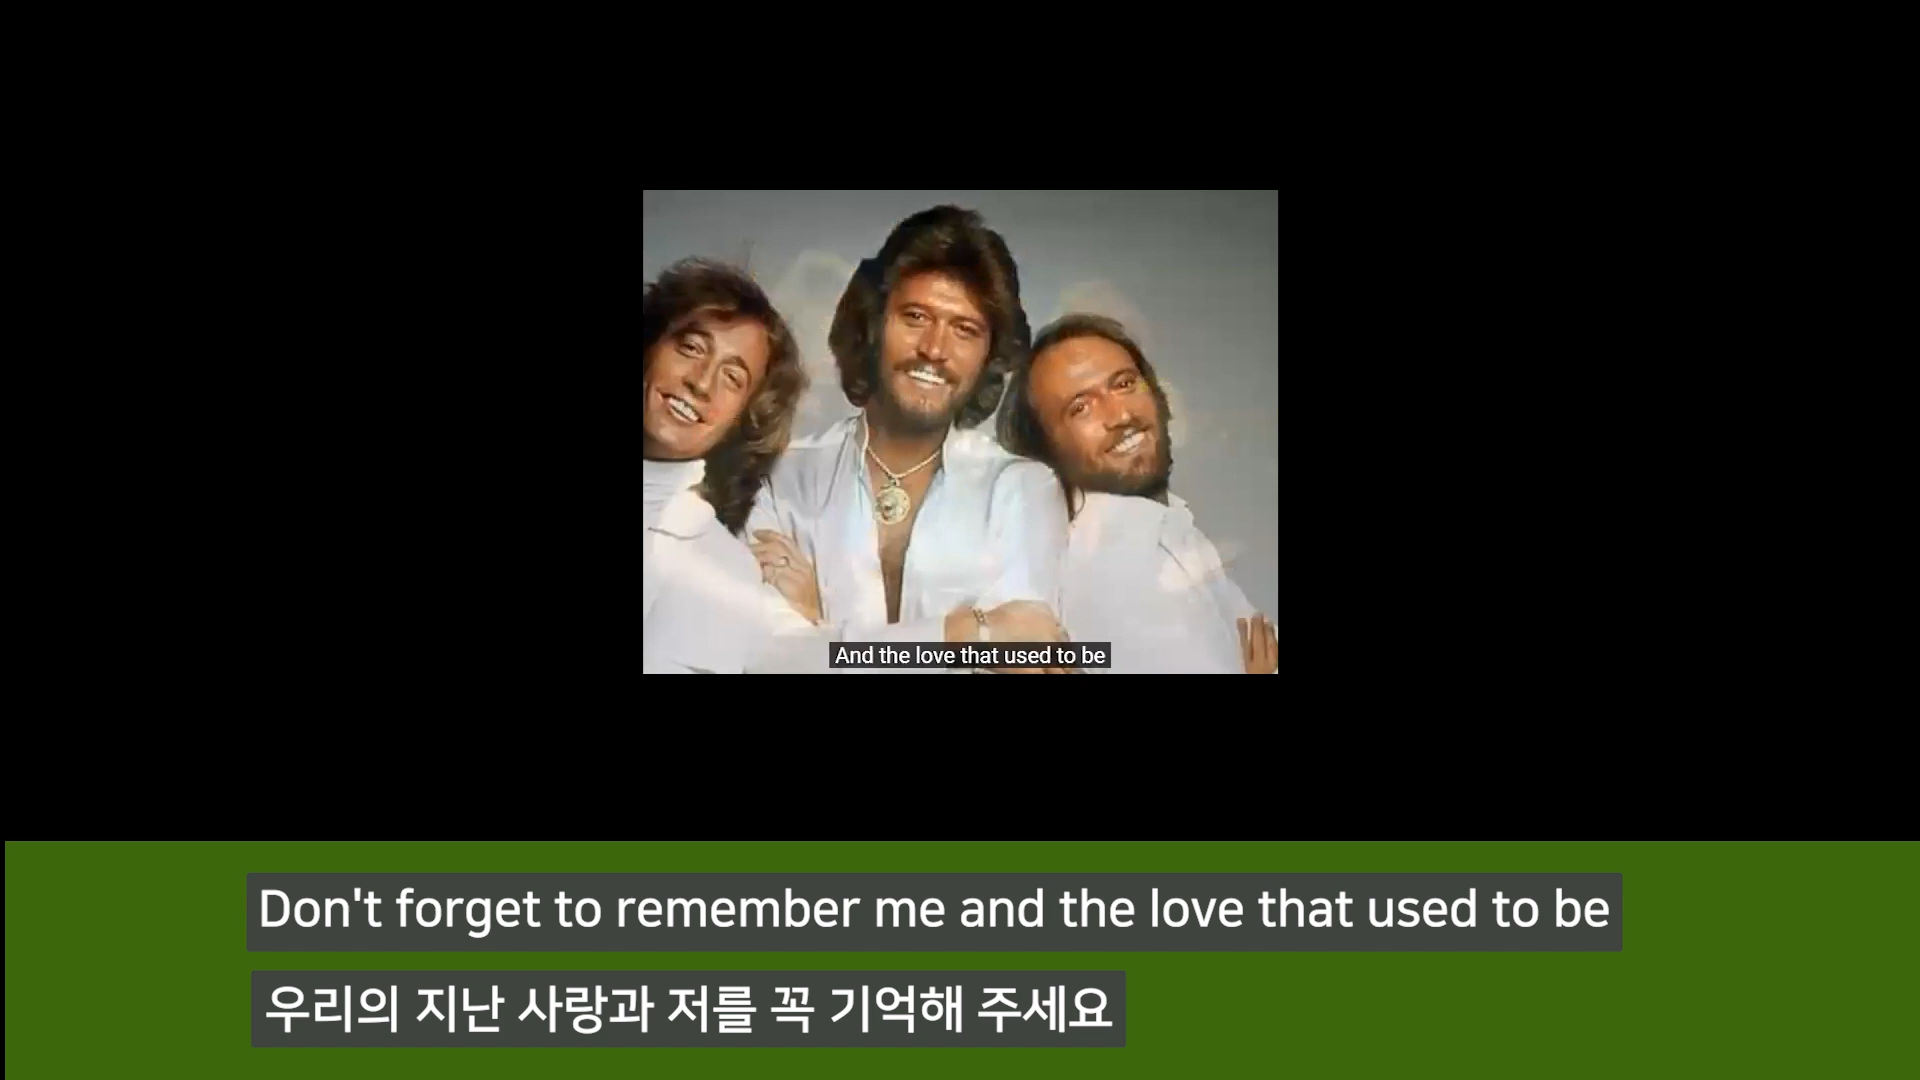 And the love that used to be
Don't forget to remember me and the love that used to be
우리의 지난 사랑과 저를 꼭 기억해 주세요